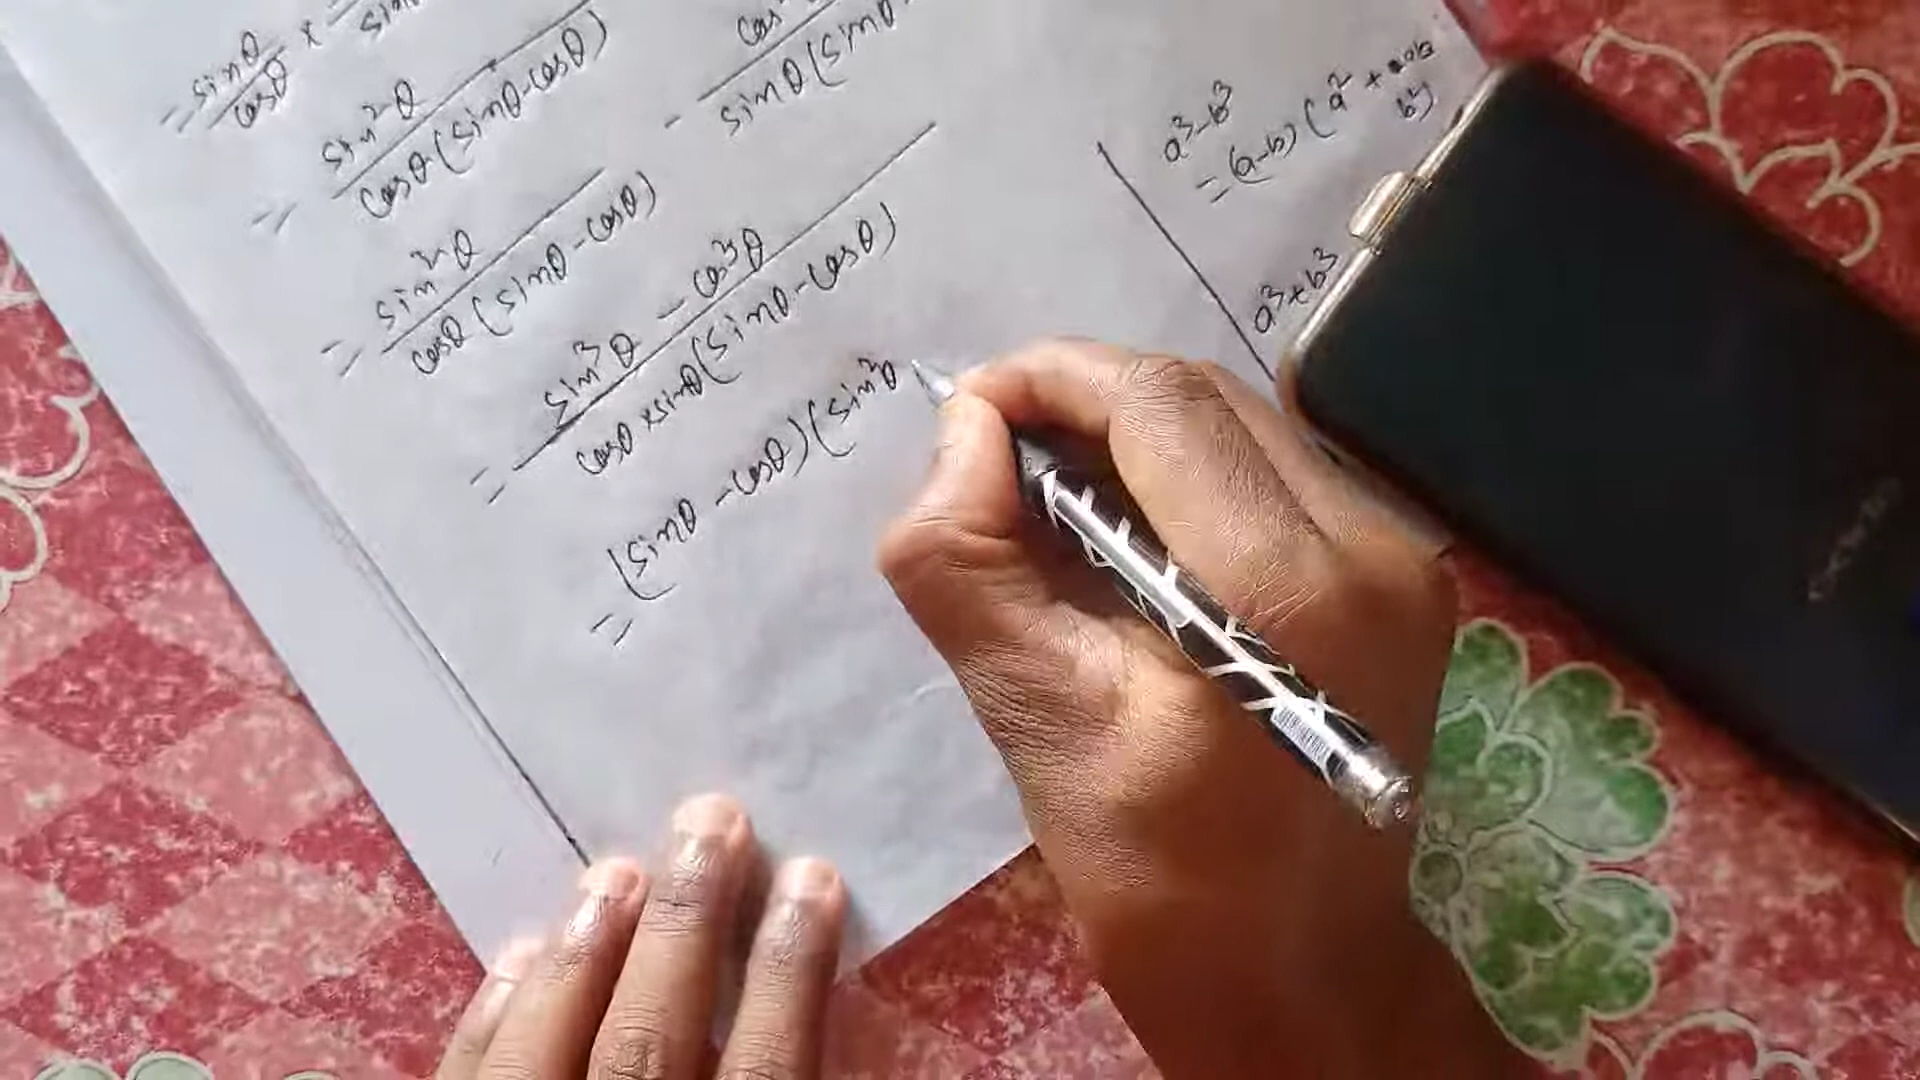 = sinθ/cosθ × sin
= sin²θ/cosθ(sinθ-cosθ) - cos/sinθ(sinθ
= sin²θ/cosθ(sinθ-cosθ)
= sin³θ - cos³θ/cosθ×sinθ(sinθ-cosθ)
= (sinθ - cosθ)(sin²θ
a³-b³
= (a-b)(a² + ab
b²)
a³+b³